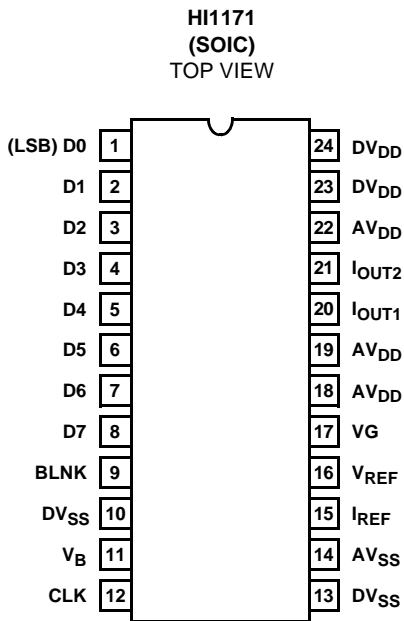 HI1171
(SOIC)
TOP VIEW
(LSB) D0 1 24 DVDD
D1 2 23 DVDD
D2 3 22 AVDD
D3 4 21 IOUT2
D4 5 20 IOUT1
D5 6 19 AVDD
D6 7 18 AVDD
D7 8 17 VG
BLNK 9 16 VREF
DVSS 10 15 IREF
VB 11 14 AVSS
CLK 12 13 DVSS